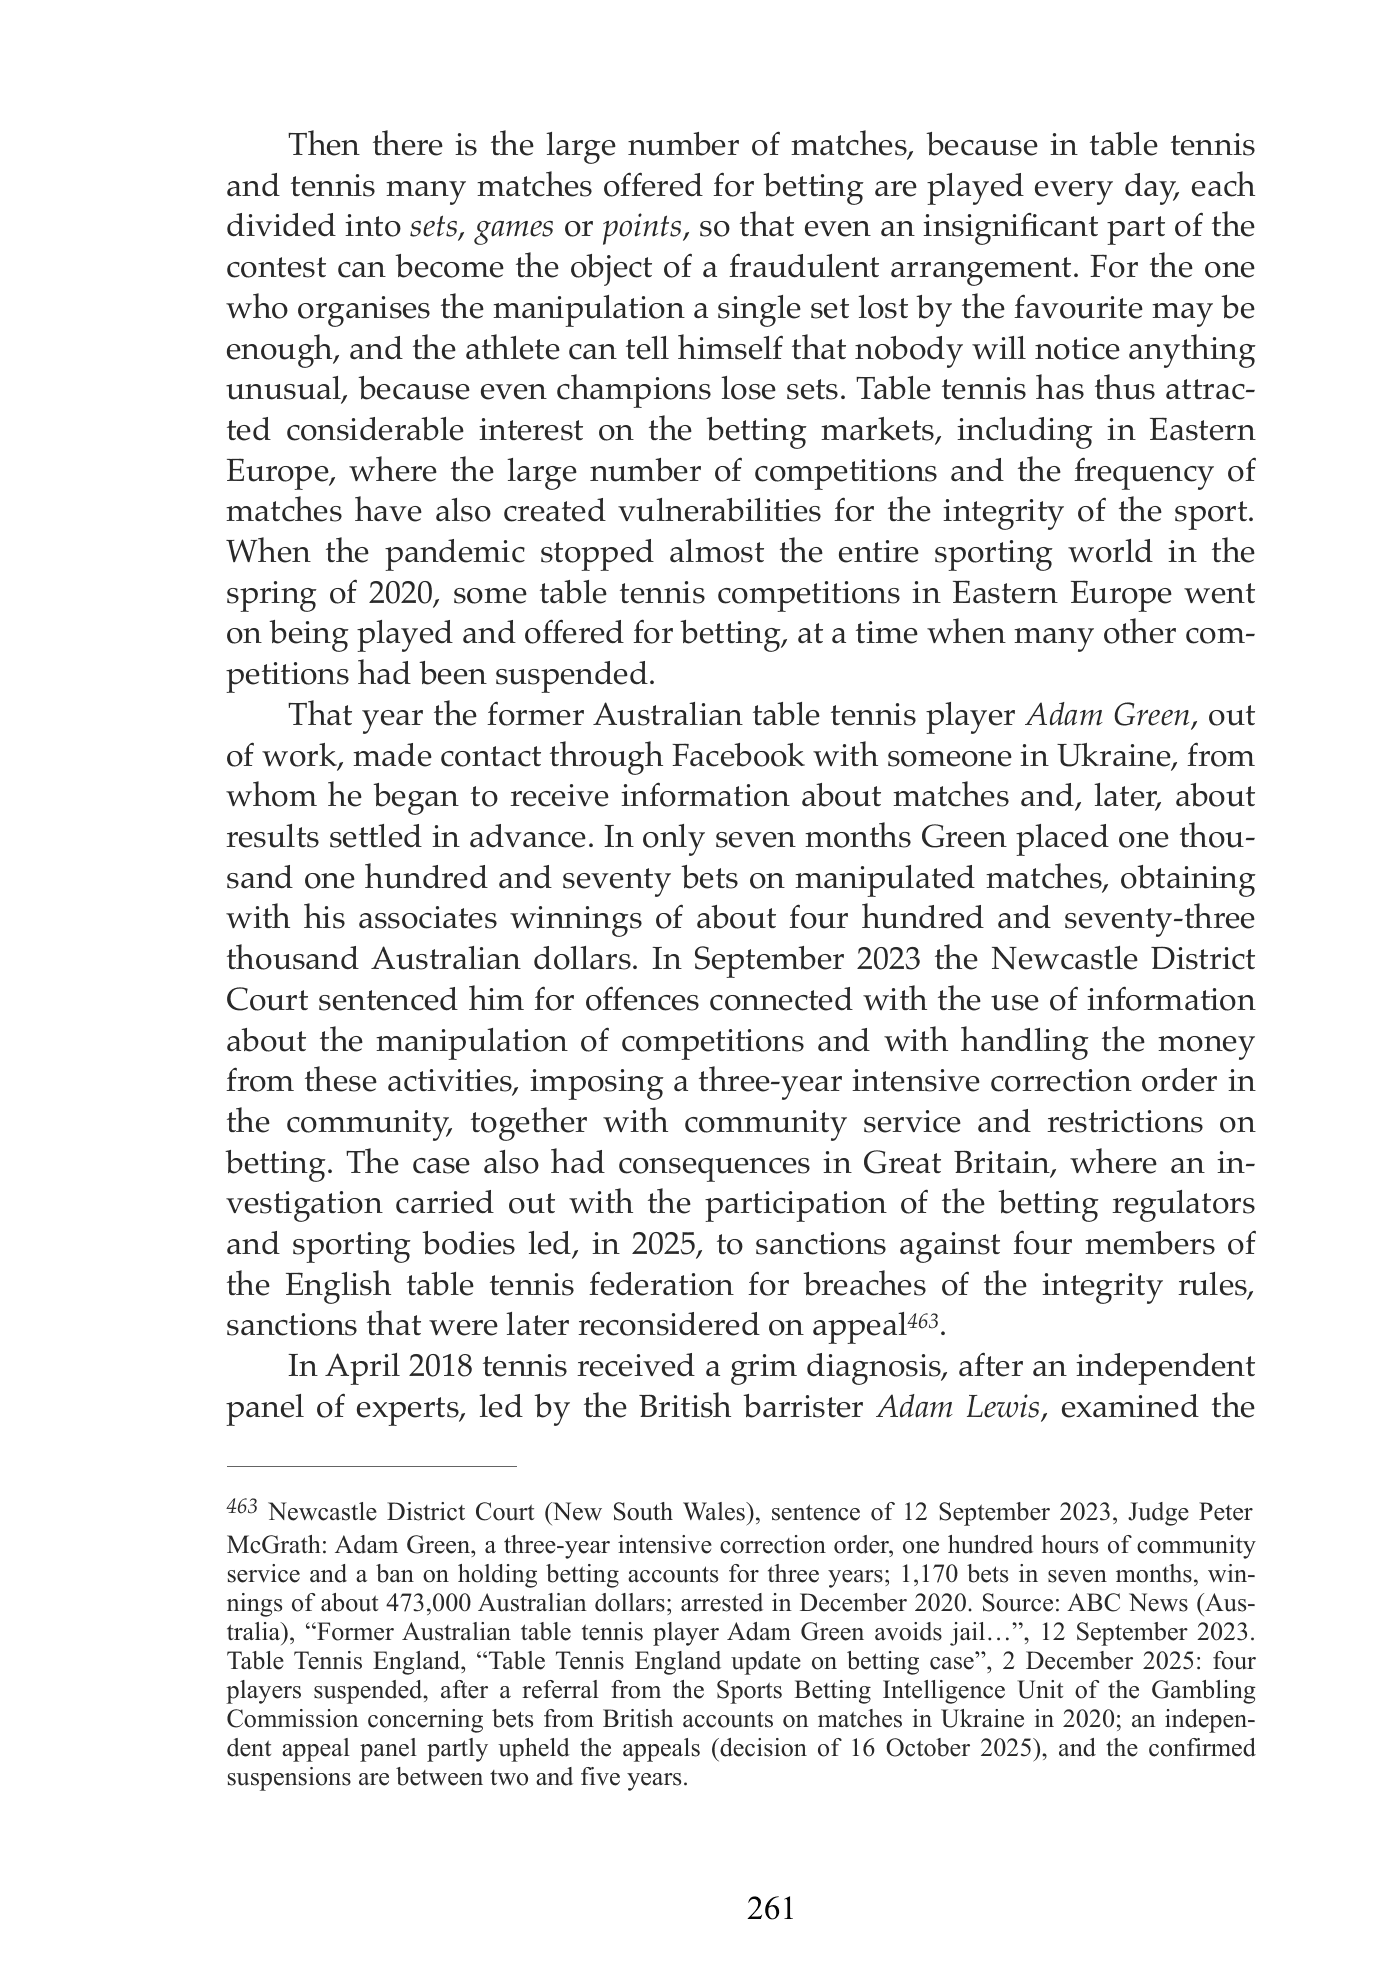 Then there is the large number of matches, because in table tennis
and tennis many matches offered for betting are played every day, each
divided into sets, games or points, so that even an insignificant part of the
contest can become the object of a fraudulent arrangement. For the one
who organises the manipulation a single set lost by the favourite may be
enough, and the athlete can tell himself that nobody will notice anything
unusual, because even champions lose sets. Table tennis has thus attrac-
ted considerable interest on the betting markets, including in Eastern
Europe, where the large number of competitions and the frequency of
matches have also created vulnerabilities for the integrity of the sport.
When the pandemic stopped almost the entire sporting world in the
spring of 2020, some table tennis competitions in Eastern Europe went
on being played and offered for betting, at a time when many other com-
petitions had been suspended.
That year the former Australian table tennis player Adam Green, out
of work, made contact through Facebook with someone in Ukraine, from
whom he began to receive information about matches and, later, about
results settled in advance. In only seven months Green placed one thou-
sand one hundred and seventy bets on manipulated matches, obtaining
with his associates winnings of about four hundred and seventy-three
thousand Australian dollars. In September 2023 the Newcastle District
Court sentenced him for offences connected with the use of information
about the manipulation of competitions and with handling the money
from these activities, imposing a three-year intensive correction order in
the community, together with community service and restrictions on
betting. The case also had consequences in Great Britain, where an in-
vestigation carried out with the participation of the betting regulators
and sporting bodies led, in 2025, to sanctions against four members of
the English table tennis federation for breaches of the integrity rules,
sanctions that were later reconsidered on appeal463.
In April 2018 tennis received a grim diagnosis, after an independent
panel of experts, led by the British barrister Adam Lewis, examined the
463 Newcastle District Court (New South Wales), sentence of 12 September 2023, Judge Peter
McGrath: Adam Green, a three-year intensive correction order, one hundred hours of community
service and a ban on holding betting accounts for three years; 1,170 bets in seven months, win-
nings of about 473,000 Australian dollars; arrested in December 2020. Source: ABC News (Aus-
tralia), “Former Australian table tennis player Adam Green avoids jail…”, 12 September 2023.
Table Tennis England, “Table Tennis England update on betting case”, 2 December 2025: four
players suspended, after a referral from the Sports Betting Intelligence Unit of the Gambling
Commission concerning bets from British accounts on matches in Ukraine in 2020; an indepen-
dent appeal panel partly upheld the appeals (decision of 16 October 2025), and the confirmed
suspensions are between two and five years.
261